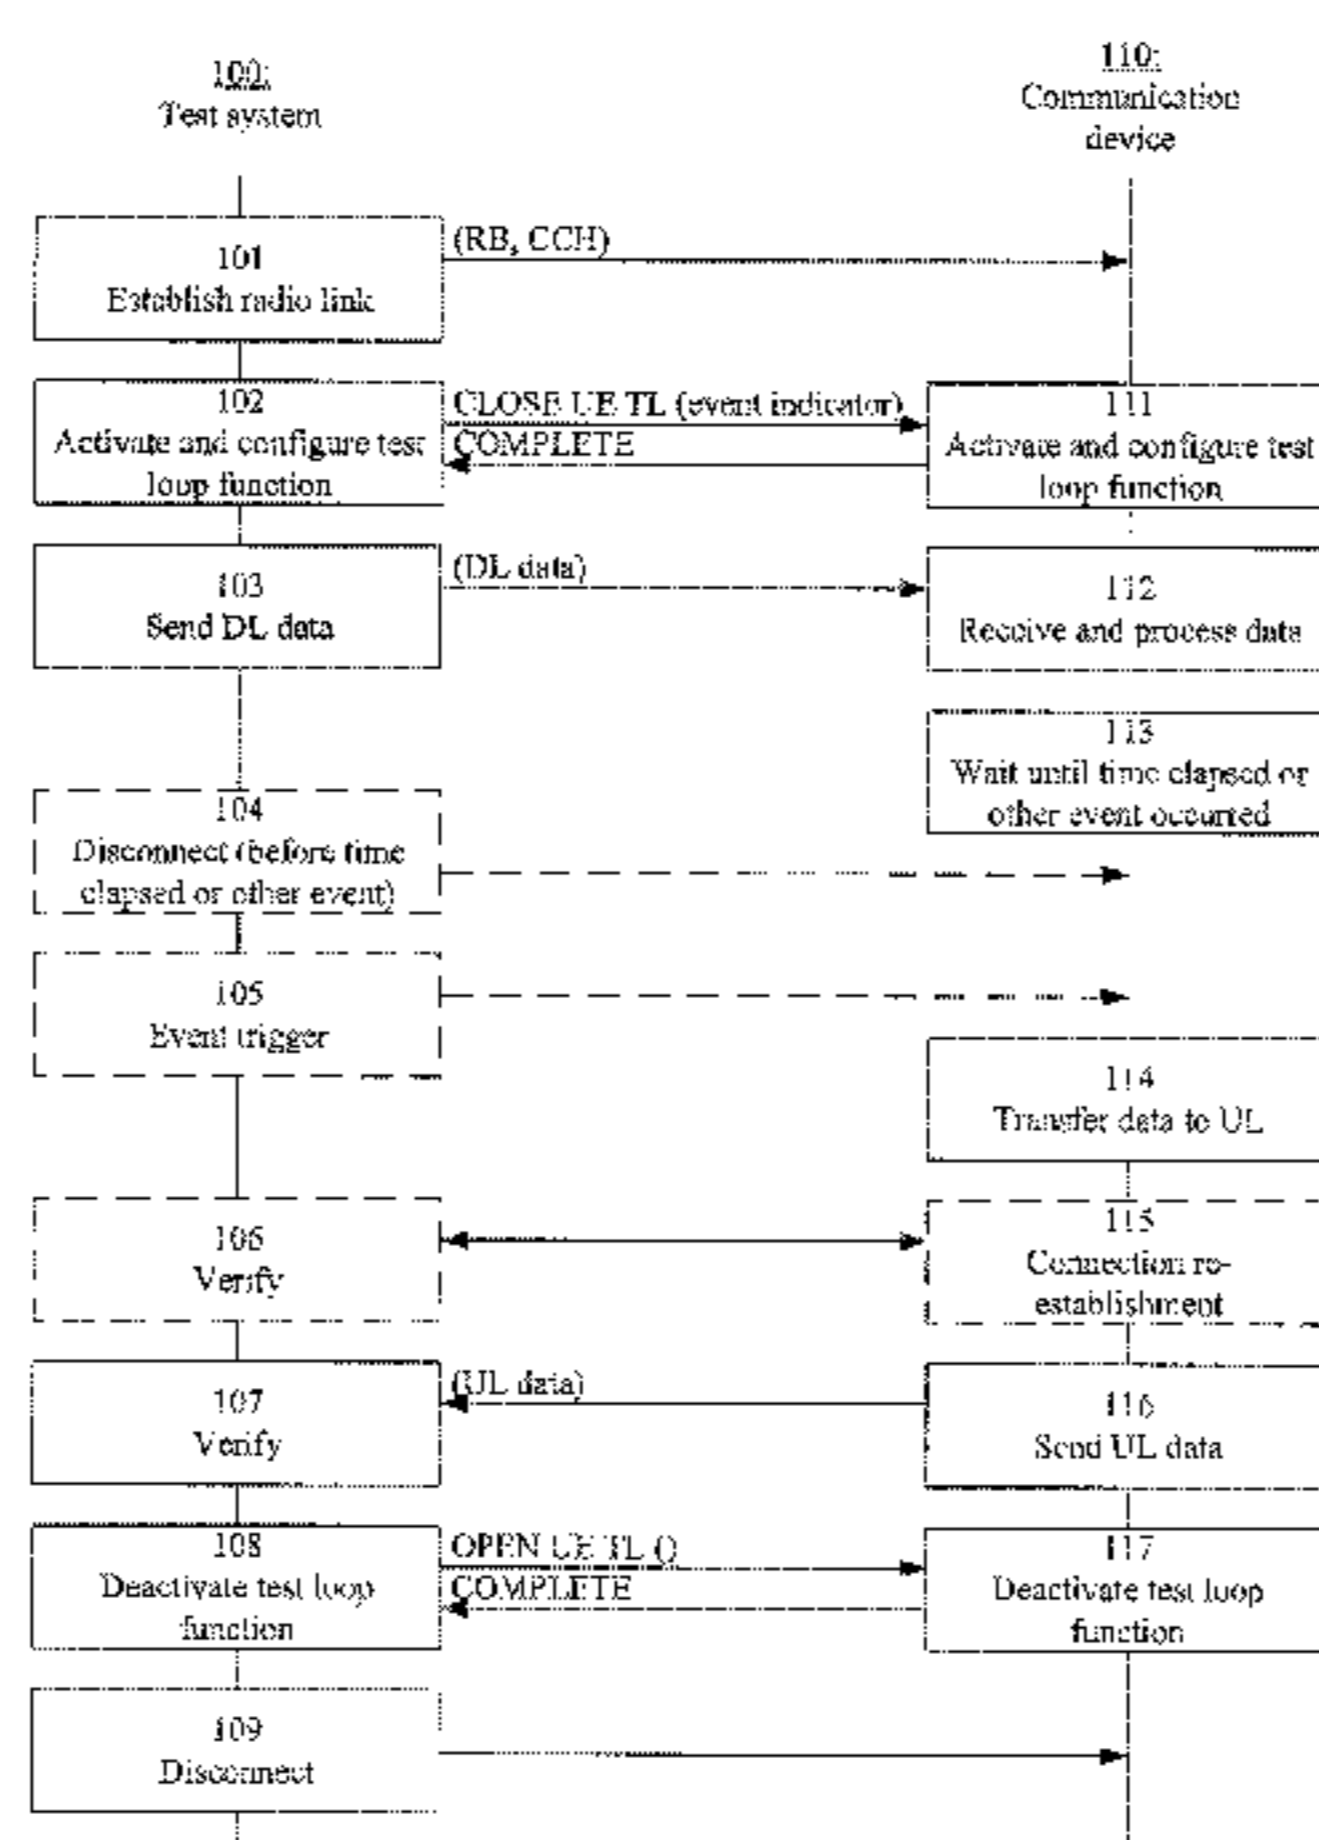 100:
Test system
110:
Communication
device
101
Establish radio link
(RB, CCH)
102
Activate and configure test
loop function
CLOSE UE TL (event indicator)
COMPLETE
111
Activate and configure test
loop function
103
Send DL data
(DL data)
112
Receive and process data
113
Wait until time elapsed or
other event occurred
104
Disconnect (before time
elapsed or other event)
105
Event trigger
114
Transfer data to UL
106
Verify
115
Connection re-
establishment
107
Verify
(UL data)
116
Send UL data
108
Deactivate test loop
function
OPEN UE TL ()
COMPLETE
117
Deactivate test loop
function
109
Disconnect